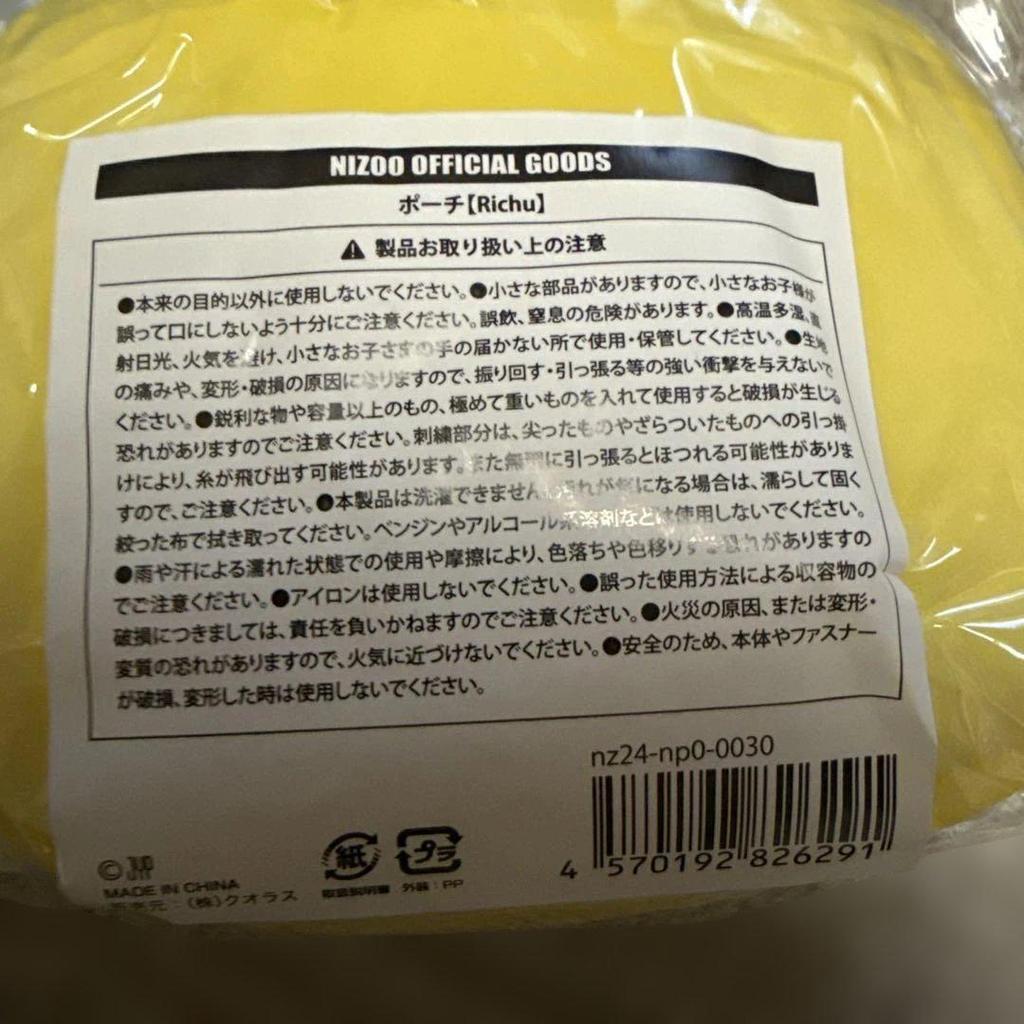 NIZOO OFFICIAL GOODS
ポーチ【Richu】
製品お取り扱い上の注意
●本来の目的以外に使用しないでください。●小さな部品がありますので、小さなお子様が
誤って口にしないよう十分にご注意ください。誤飲、窒息の危険があります。●高温多湿、直
射日光、火気を避け、小さなお子さまの手の届かない所で使用・保管してください。●生地
の痛みや、変形・破損の原因になりますので、振り回す・引っ張る等の強い衝撃を与えないで
ください。●鋭利な物や容量以上のもの、極めて重いものを入れて使用すると破損が生じる
恐れがありますのでご注意ください。刺繍部分は、尖ったものやざらついたものへの引っ掛
けにより、糸が飛び出す可能性があります。また無理に引っ張るとほつれる可能性がありま
すので、ご注意ください。●本製品は洗濯できません。汚れが気になる場合は、濡らして固く
絞った布で拭き取ってください。ベンジンやアルコール系溶剤などは使用しないでください。
●雨や汗による濡れた状態での使用や摩擦により、色落ちや色移りする恐れがありますの
でご注意ください。●アイロンは使用しないでください。●誤った使用方法による収容物の
破損につきましては、責任を負いかねますのでご注意ください。●火災の原因、または変形・
変質の恐れがありますので、火気に近づけないでください。●安全のため、本体やファスナー
が破損、変形した時は使用しないでください。
nz24-np0-0030
4 570192 826291
紙 プラ
取扱説明書 外装：PP
©
MADE IN CHINA
：（株）クオラス